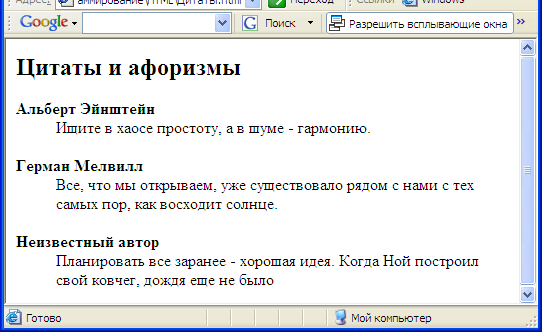 аммирование\HTML\Цитаты.html Переход Ссылки Windows
Google Поиск Разрешить всплывающие окна »
Цитаты и афоризмы
Альберт Эйнштейн
Ищите в хаосе простоту, а в шуме - гармонию.
Герман Мелвилл
Все, что мы открываем, уже существовало рядом с нами с тех
самых пор, как восходит солнце.
Неизвестный автор
Планировать все заранее - хорошая идея. Когда Ной построил
свой ковчег, дождя еще не было
Готово Мой компьютер